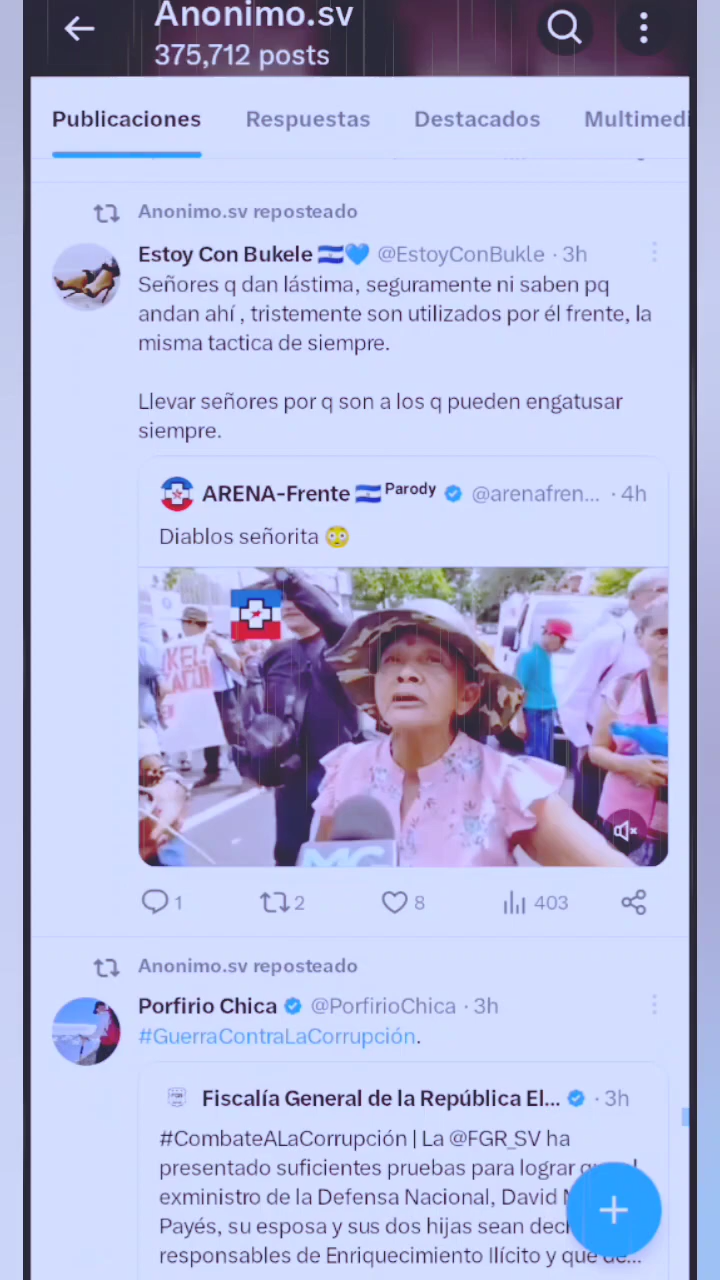 Anonimo.sv
375,712 posts
Publicaciones Respuestas Destacados Multimedi
Anonimo.sv reposteado
Estoy Con Bukele 🇸🇻💙 @EstoyConBukle · 3h
Señores q dan lástima, seguramente ni saben pq
andan ahí , tristemente son utilizados por él frente, la
misma tactica de siempre.
Llevar señores por q son a los q pueden engatusar
siempre.
ARENA-Frente 🇸🇻 Parody @arenafren... · 4h
Diablos señorita 😳
MG
1 2 8 403
Anonimo.sv reposteado
Porfirio Chica @PorfirioChica · 3h
#GuerraContraLaCorrupción.
Fiscalía General de la República El... · 3h
#CombateALaCorrupción | La @FGR_SV ha
presentado suficientes pruebas para lograr
exministro de la Defensa Nacional, David
Payés, su esposa y sus dos hijas sean
responsables de Enriquecimiento Ilícito y que